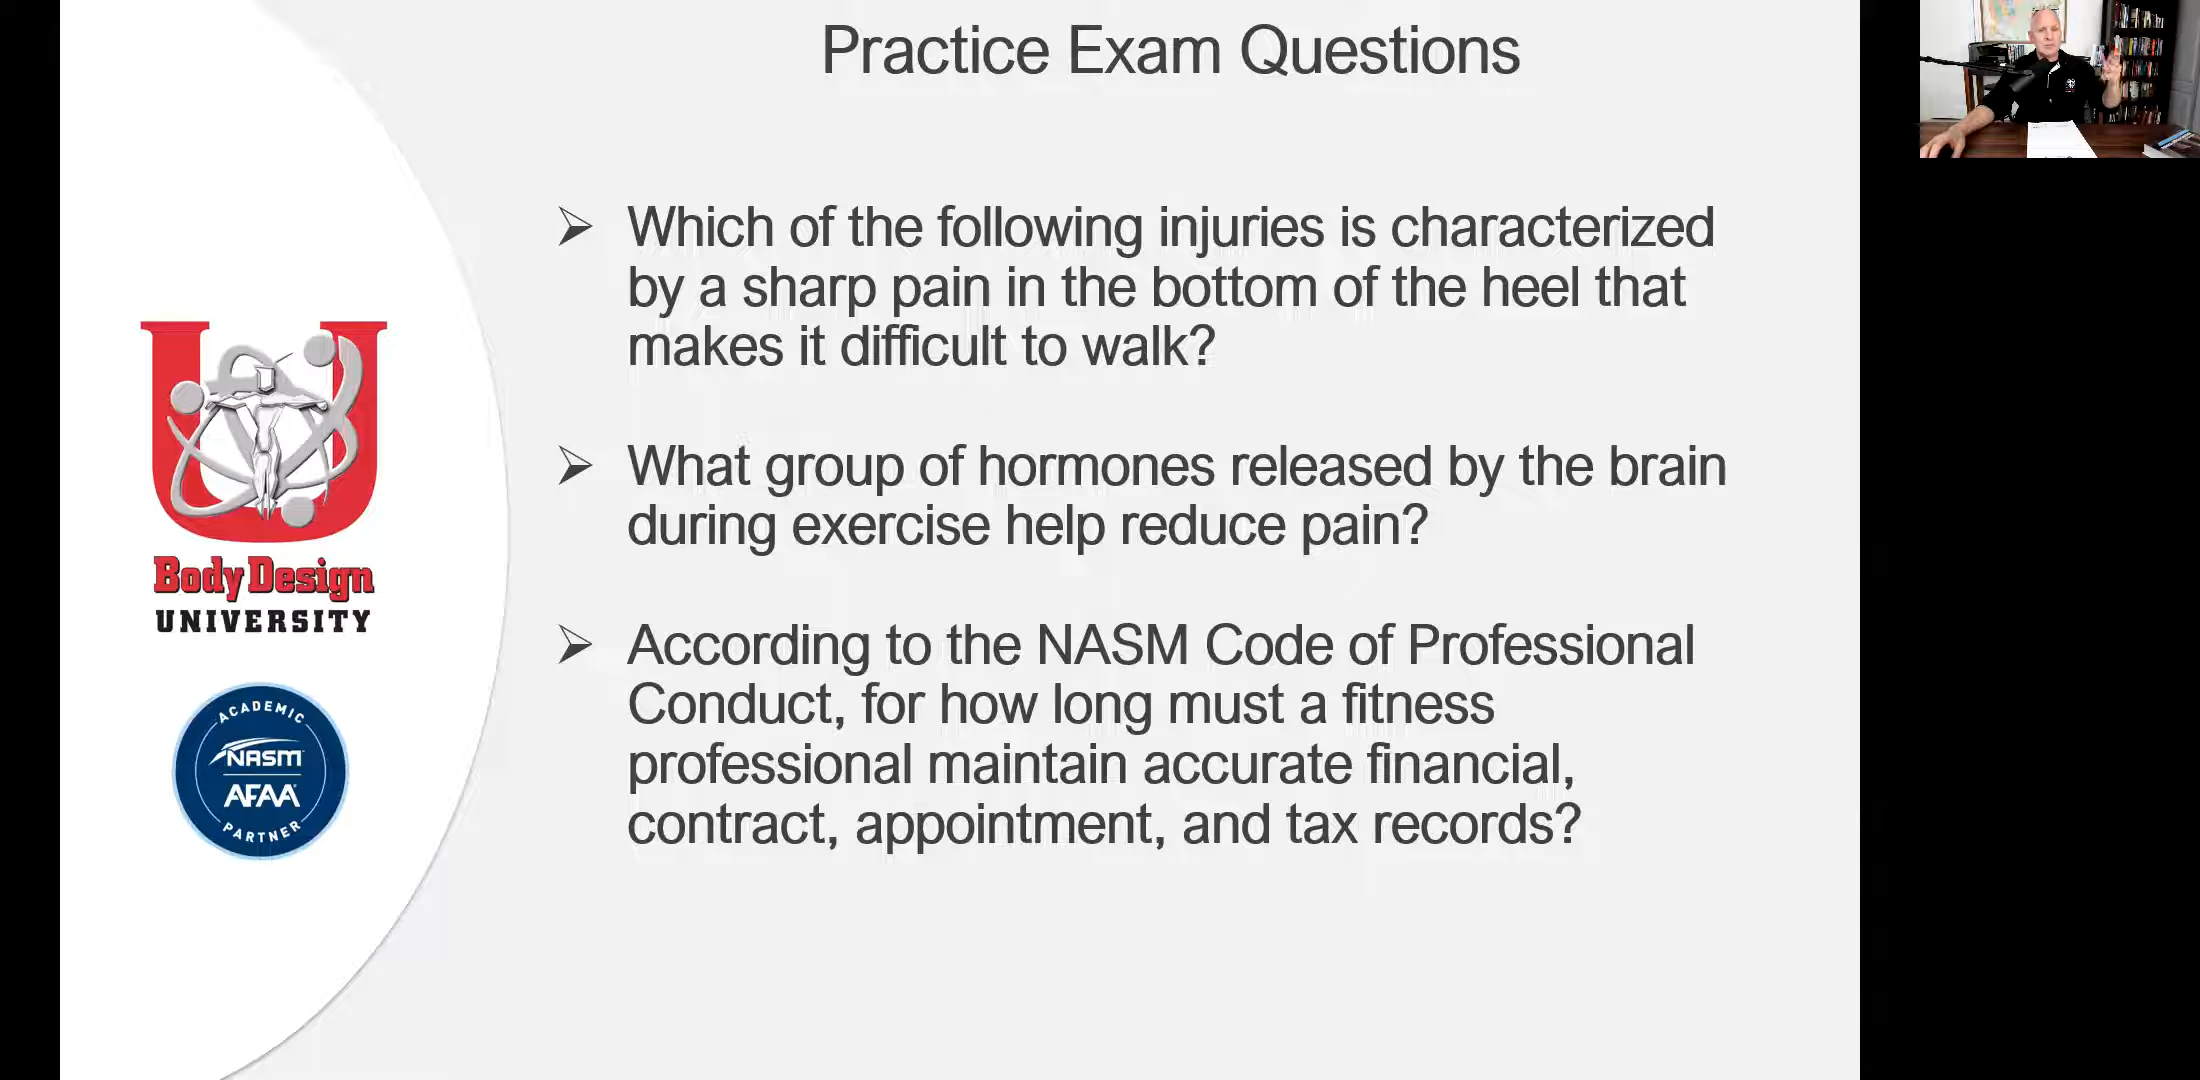 Practice Exam Questions
Which of the following injuries is characterized
by a sharp pain in the bottom of the heel that
makes it difficult to walk?
What group of hormones released by the brain
during exercise help reduce pain?
According to the NASM Code of Professional
Conduct, for how long must a fitness
professional maintain accurate financial,
contract, appointment, and tax records?
Body Design
UNIVERSITY
ACADEMIC
NASM
AFAA
PARTNER